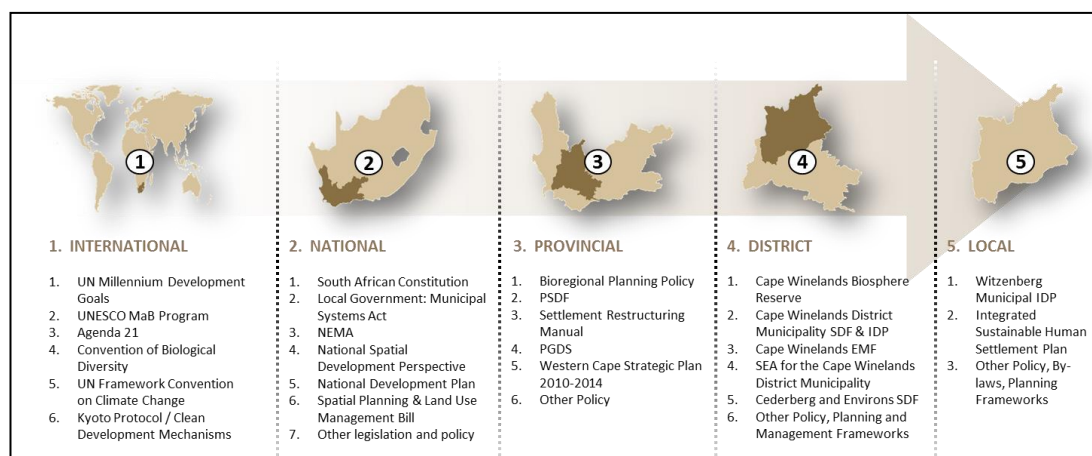 1
2
3
4
5
1. INTERNATIONAL
1. UN Millennium Development
Goals
2. UNESCO MaB Program
3. Agenda 21
4. Convention of Biological
Diversity
5. UN Framework Convention
on Climate Change
6. Kyoto Protocol / Clean
Development Mechanisms
2. NATIONAL
1. South African Constitution
2. Local Government: Municipal
Systems Act
3. NEMA
4. National Spatial
Development Perspective
5. National Development Plan
6. Spatial Planning & Land Use
Management Bill
7. Other legislation and policy
3. PROVINCIAL
1. Bioregional Planning Policy
2. PSDF
3. Settlement Restructuring
Manual
4. PGDS
5. Western Cape Strategic Plan
2010-2014
6. Other Policy
4. DISTRICT
1. Cape Winelands Biosphere
Reserve
2. Cape Winelands District
Municipality SDF & IDP
3. Cape Winelands EMF
4. SEA for the Cape Winelands
District Municipality
5. Cederberg and Environs SDF
6. Other Policy, Planning and
Management Frameworks
5. LOCAL
1. Witzenberg
Municipal IDP
2. Integrated
Sustainable Human
Settlement Plan
3. Other Policy, By-
laws, Planning
Frameworks